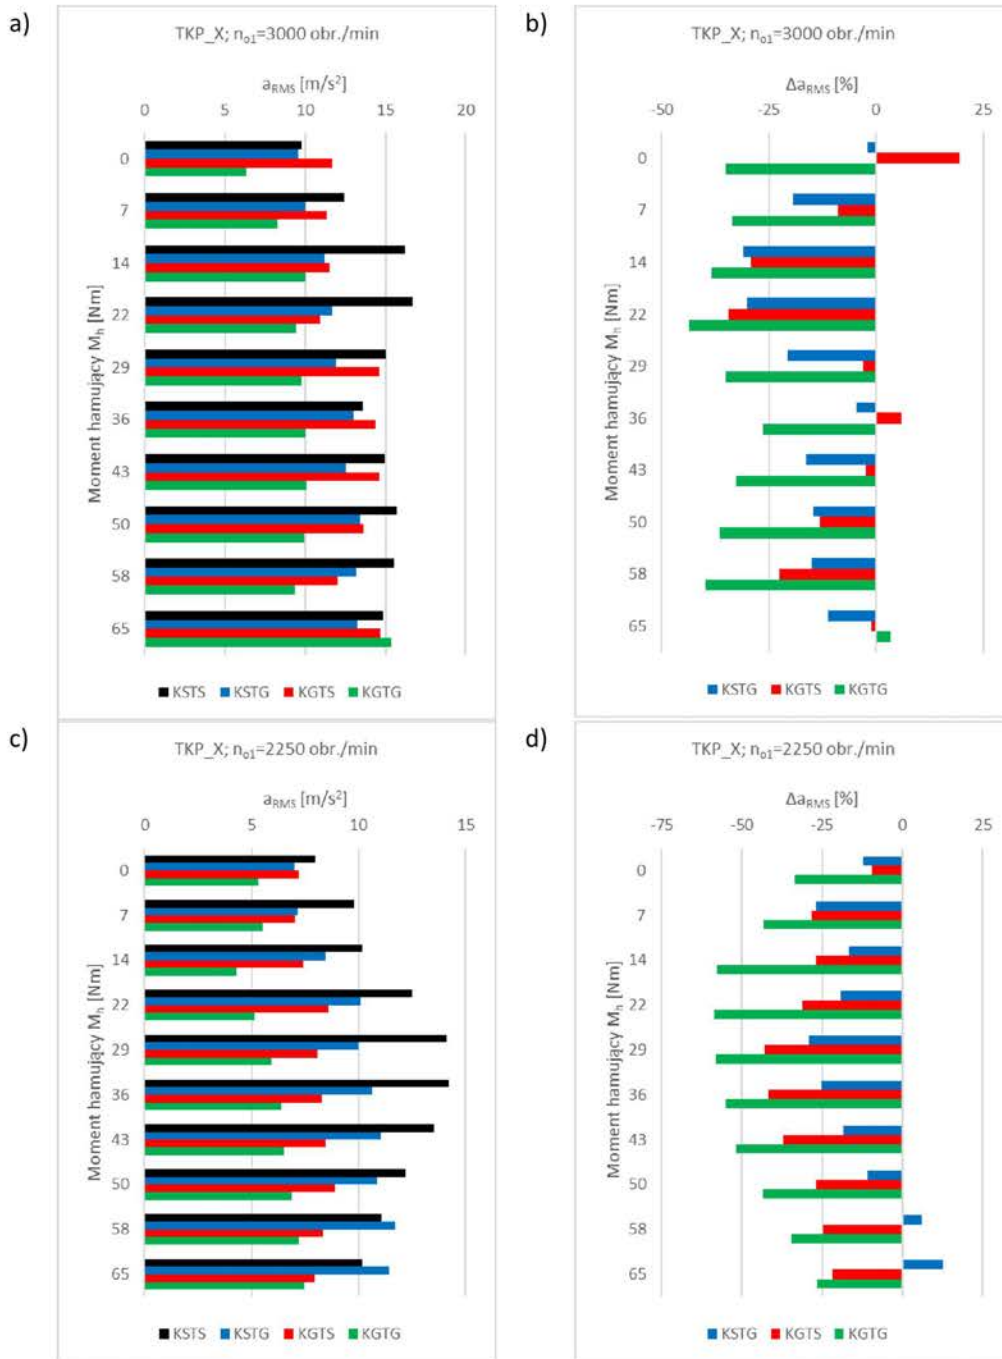 a)
TKP_X; nₒ₁=3000 obr./min
a_RMS [m/s²]
0 5 10 15 20
Moment hamujący Mₕ [Nm]
0
7
14
22
29
36
43
50
58
65
KSTS KSTG KGTS KGTG
b)
TKP_X; nₒ₁=3000 obr./min
Δa_RMS [%]
-50 -25 0 25
Moment hamujący Mₕ [Nm]
0
7
14
22
29
36
43
50
58
65
KSTG KGTS KGTG
c)
TKP_X; nₒ₁=2250 obr./min
a_RMS [m/s²]
0 5 10 15
Moment hamujący Mₕ [Nm]
0
7
14
22
29
36
43
50
58
65
KSTS KSTG KGTS KGTG
d)
TKP_X; nₒ₁=2250 obr./min
Δa_RMS [%]
-75 -50 -25 0 25
Moment hamujący Mₕ [Nm]
0
7
14
22
29
36
43
50
58
65
KSTG KGTS KGTG